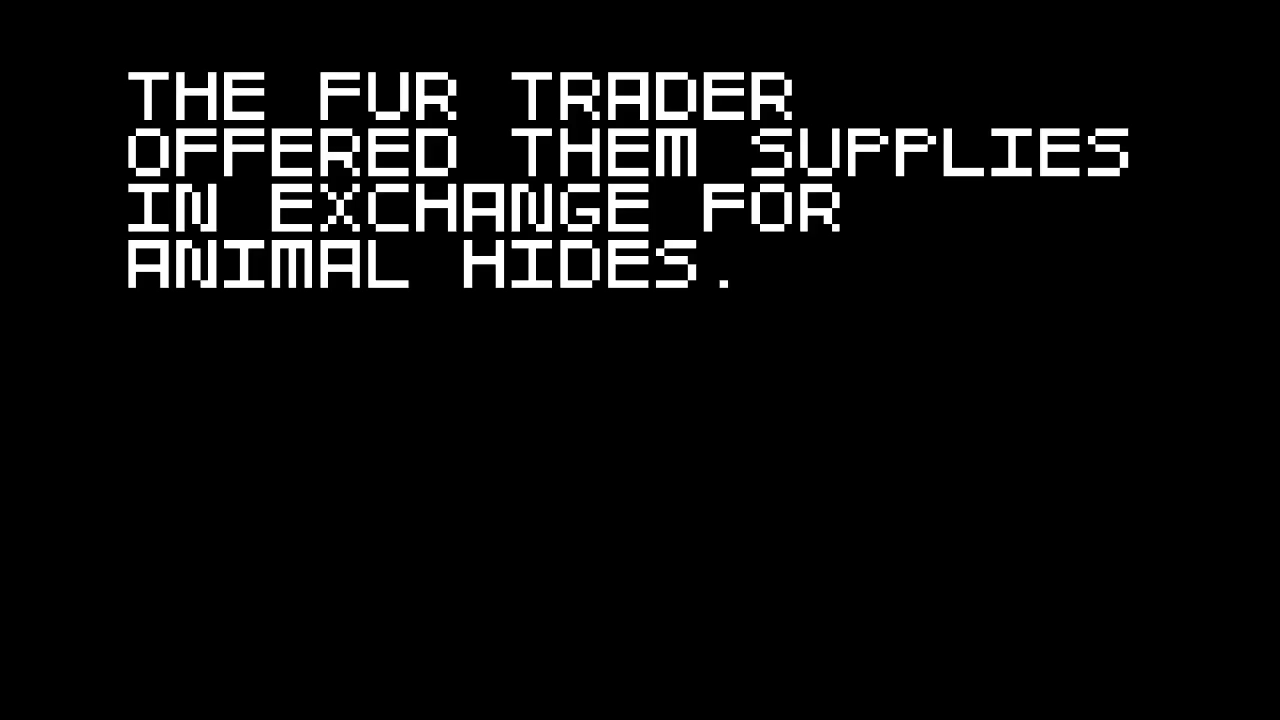 THE FUR TRADER
OFFERED THEM SUPPLIES
IN EXCHANGE FOR
ANIMAL HIDES.